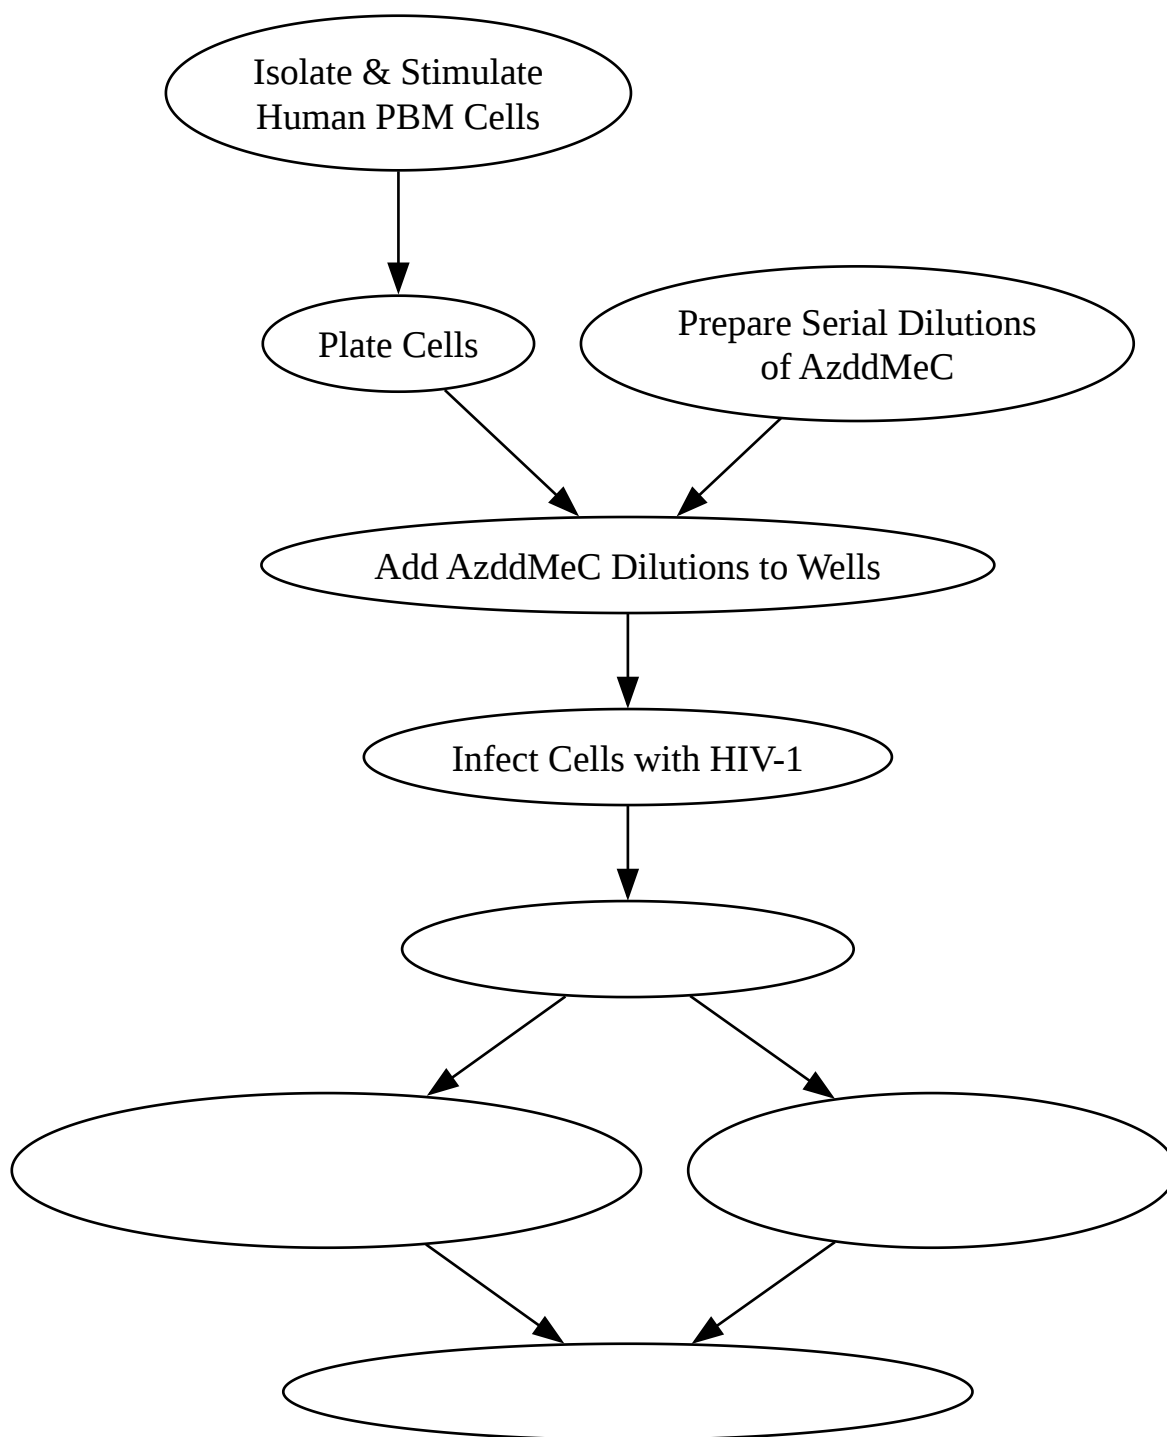 Isolate & Stimulate
Human PBM Cells
Plate Cells
Prepare Serial Dilutions
of AzddMeC
Add AzddMeC Dilutions to Wells
Infect Cells with HIV-1